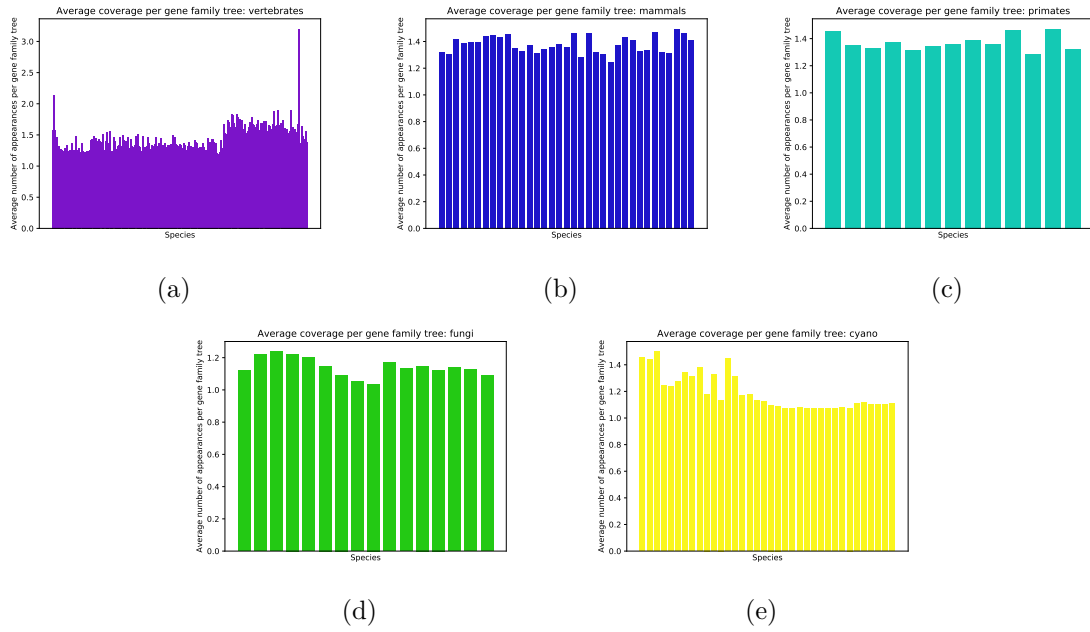 Average coverage per gene family tree: vertebrates
Average number of appearances per gene family tree
3.0
2.5
2.0
1.5
1.0
0.5
0.0
Species
(a)
Average coverage per gene family tree: mammals
Average number of appearances per gene family tree
1.4
1.2
1.0
0.8
0.6
0.4
0.2
0.0
Species
(b)
Average coverage per gene family tree: primates
Average number of appearances per gene family tree
1.4
1.2
1.0
0.8
0.6
0.4
0.2
0.0
Species
(c)
Average coverage per gene family tree: fungi
Average number of appearances per gene family tree
1.2
1.0
0.8
0.6
0.4
0.2
0.0
Species
(d)
Average coverage per gene family tree: cyano
Average number of appearances per gene family tree
1.4
1.2
1.0
0.8
0.6
0.4
0.2
0.0
Species
(e)